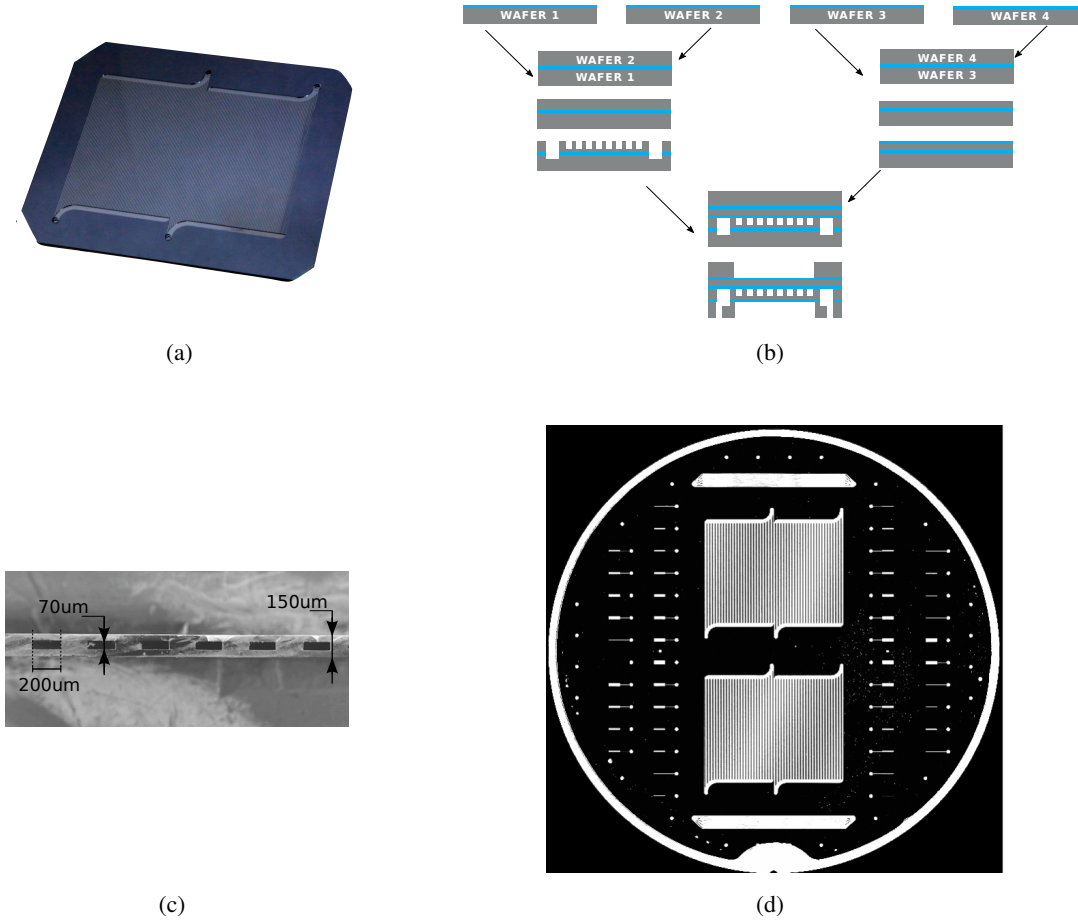 WAFER 1
WAFER 2
WAFER 3
WAFER 4
WAFER 2
WAFER 1
WAFER 4
WAFER 3
(a)
(b)
70um
150um
200um
(c)
(d)